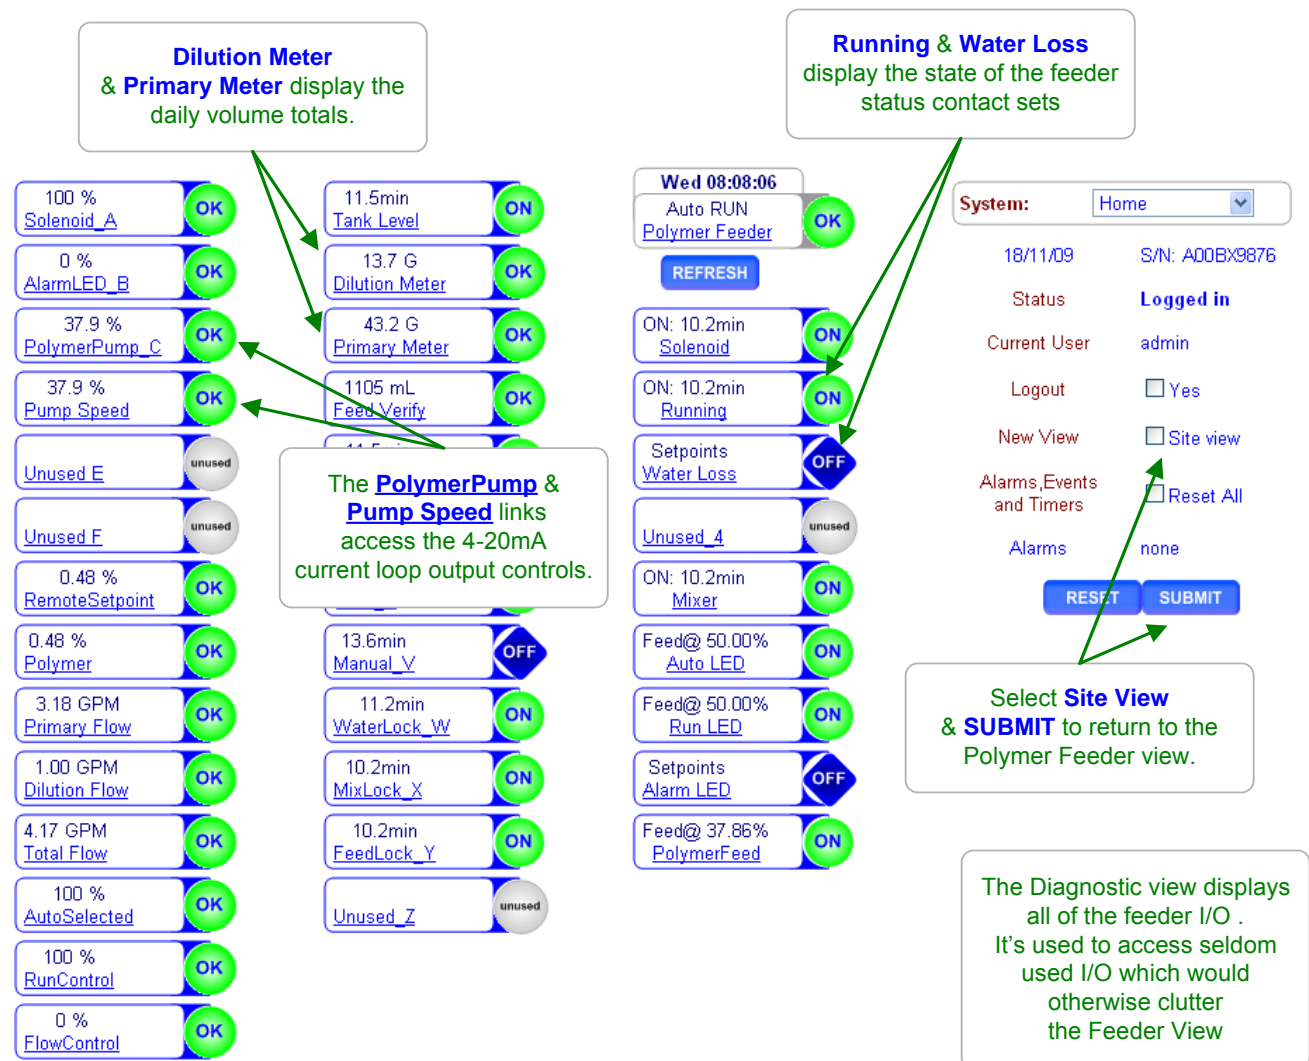 Dilution Meter
& Primary Meter display the
daily volume totals.
Running & Water Loss
display the state of the feeder
status contact sets
100 %
Solenoid_A
OK
0 %
AlarmLED_B
OK
37.9 %
PolymerPump_C
OK
37.9 %
Pump Speed
OK
Unused E
unused
Unused F
unused
0.48 %
RemoteSetpoint
OK
0.48 %
Polymer
OK
3.18 GPM
Primary Flow
OK
1.00 GPM
Dilution Flow
OK
4.17 GPM
Total Flow
OK
100 %
AutoSelected
OK
100 %
RunControl
OK
0 %
FlowControl
OK
11.5min
Tank Level
ON
13.7 G
Dilution Meter
OK
43.2 G
Primary Meter
OK
1105 mL
Feed Verify
OK
The PolymerPump &
Pump Speed links
access the 4-20mA
current loop output controls.
13.6min
Manual_V
OFF
11.2min
WaterLock_W
ON
10.2min
MixLock_X
ON
10.2min
FeedLock_Y
ON
Unused_Z
unused
Wed 08:08:06
Auto RUN
Polymer Feeder
OK
REFRESH
ON: 10.2min
Solenoid
ON
ON: 10.2min
Running
ON
Setpoints
Water Loss
OFF
Unused_4
unused
ON: 10.2min
Mixer
ON
Feed@ 50.00%
Auto LED
ON
Feed@ 50.00%
Run LED
ON
Setpoints
Alarm LED
OFF
Feed@ 37.86%
PolymerFeed
ON
System: Home
18/11/09 S/N: A00BX9876
Status Logged in
Current User admin
Logout Yes
New View Site view
Alarms,Events
and Timers
Reset All
Alarms none
RESET SUBMIT
Select Site View
& SUBMIT to return to the
Polymer Feeder view.
The Diagnostic view displays
all of the feeder I/O .
It's used to access seldom
used I/O which would
otherwise clutter
the Feeder View